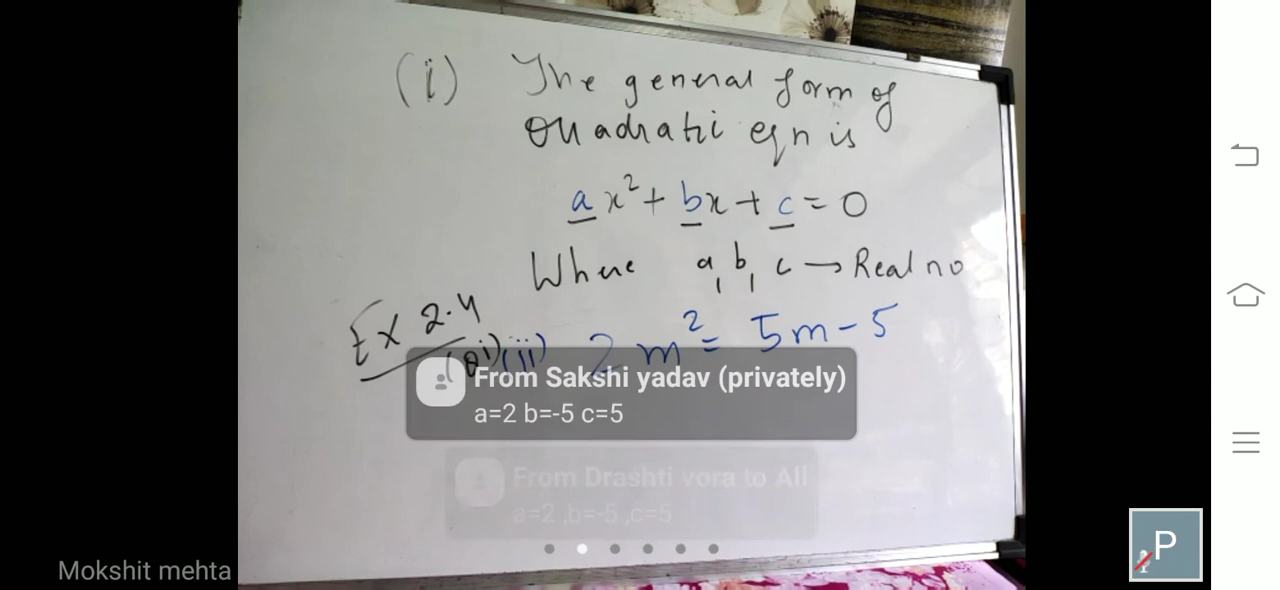 (i) The general form of
Quadratic eqn is
ax² + bx + c = 0
Where a, b, c → Real no
Ex 2.4
(Qi) (ii) 2m² = 5m - 5
From Sakshi yadav (privately)
a=2 b=-5 c=5
From Drashti vora to All
a=2 ,b=-5 ,c=5
Mokshit mehta
P